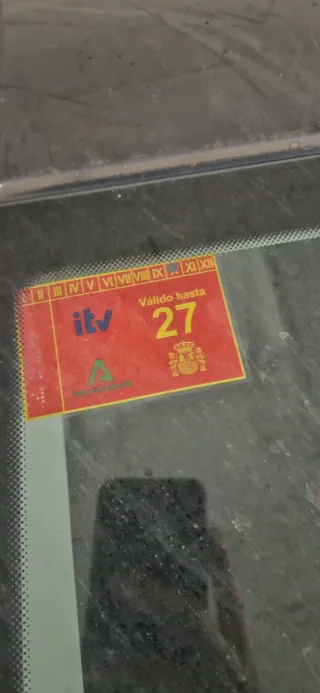 I II III IV V VI VII VIII IX XI XII
Válido hasta
itv
27